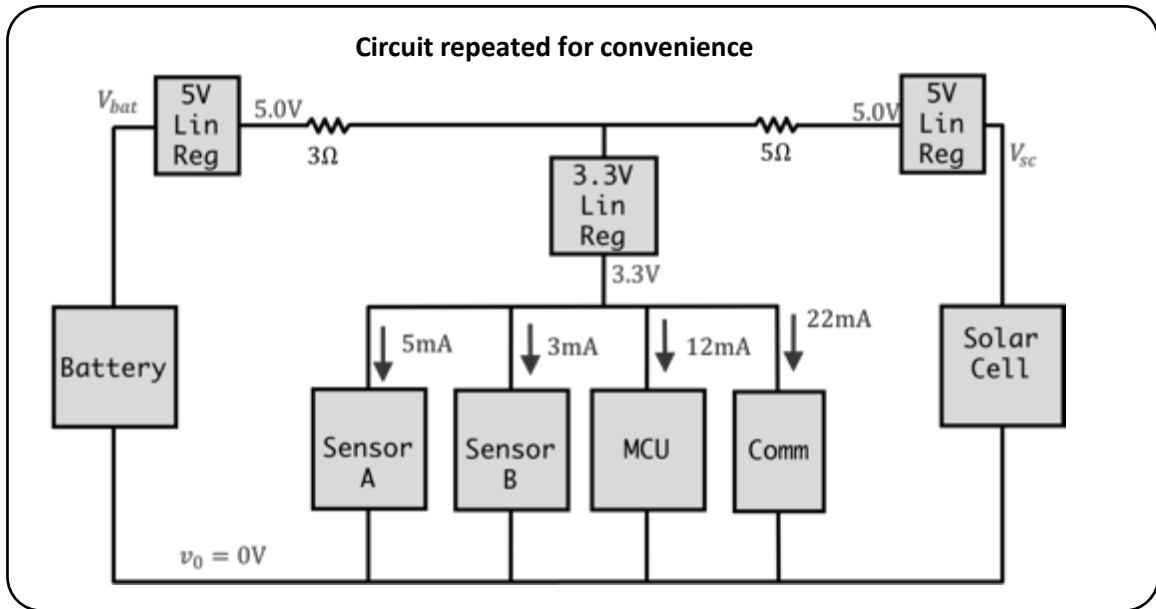 Circuit repeated for convenience
V_bat
5V
Lin
Reg
5.0V
3Ω
5Ω
5.0V
5V
Lin
Reg
V_sc
3.3V
Lin
Reg
3.3V
Battery
5mA
3mA
12mA
22mA
Solar
Cell
Sensor
A
Sensor
B
MCU
Comm
v₀ = 0V